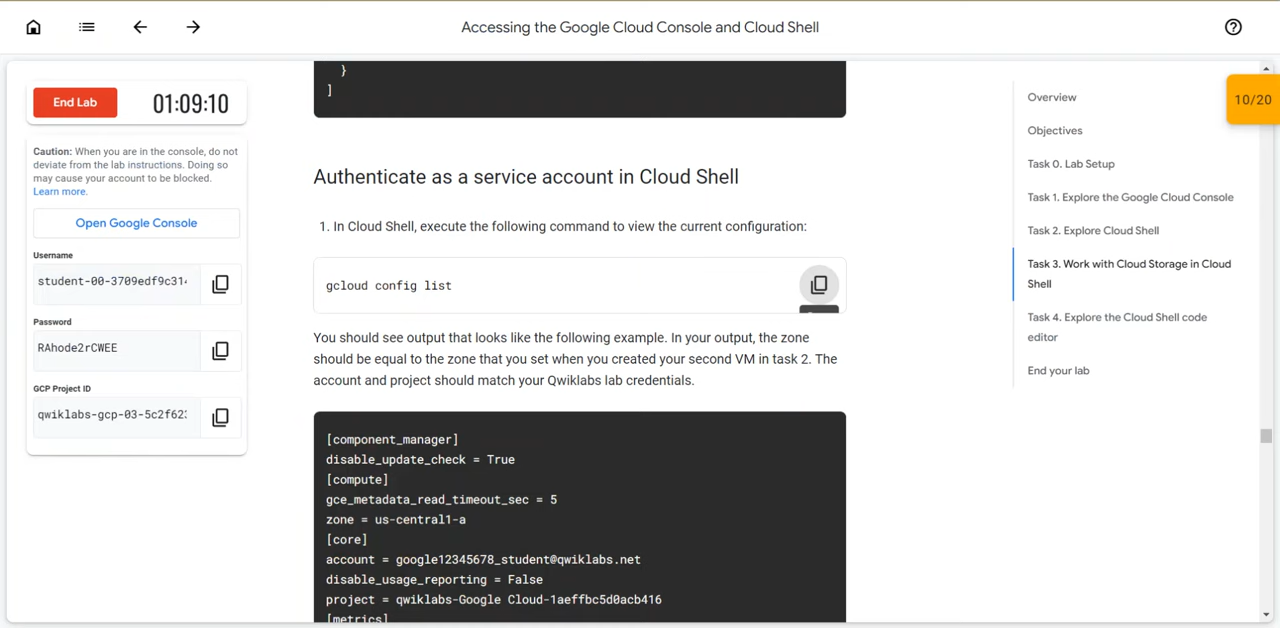 Accessing the Google Cloud Console and Cloud Shell
End Lab
01:09:10
Caution: When you are in the console, do not
deviate from the lab instructions. Doing so
may cause your account to be blocked.
Learn more.
Open Google Console
Username
student-00-3709edf9c31
Password
RAhode2rCWEE
GCP Project ID
qwiklabs-gcp-03-5c2f62
}
]
Authenticate as a service account in Cloud Shell
1. In Cloud Shell, execute the following command to view the current configuration:
gcloud config list
You should see output that looks like the following example. In your output, the zone
should be equal to the zone that you set when you created your second VM in task 2. The
account and project should match your Qwiklabs lab credentials.
[component_manager]
disable_update_check = True
[compute]
gce_metadata_read_timeout_sec = 5
zone = us-central1-a
[core]
account = google12345678_student@qwiklabs.net
disable_usage_reporting = False
project = qwiklabs-Google Cloud-1aeffbc5d0acb416
[metrics]
Overview
Objectives
Task 0. Lab Setup
Task 1. Explore the Google Cloud Console
Task 2. Explore Cloud Shell
Task 3. Work with Cloud Storage in Cloud
Shell
Task 4. Explore the Cloud Shell code
editor
End your lab
10/20